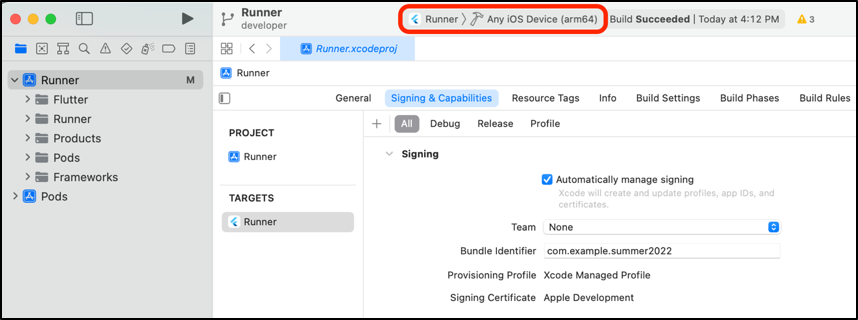 Runner
developer
Runner 〉 Any iOS Device (arm64)
Build Succeeded | Today at 4:12 PM
3
Runner.xcodeproj
Runner M
Flutter
Runner
Products
Pods
Frameworks
Pods
Runner
General Signing & Capabilities Resource Tags Info Build Settings Build Phases Build Rules
PROJECT
Runner
TARGETS
Runner
+ All Debug Release Profile
Signing
Automatically manage signing
Xcode will create and update profiles, app IDs, and
certificates.
Team None
Bundle Identifier com.example.summer2022
Provisioning Profile Xcode Managed Profile
Signing Certificate Apple Development